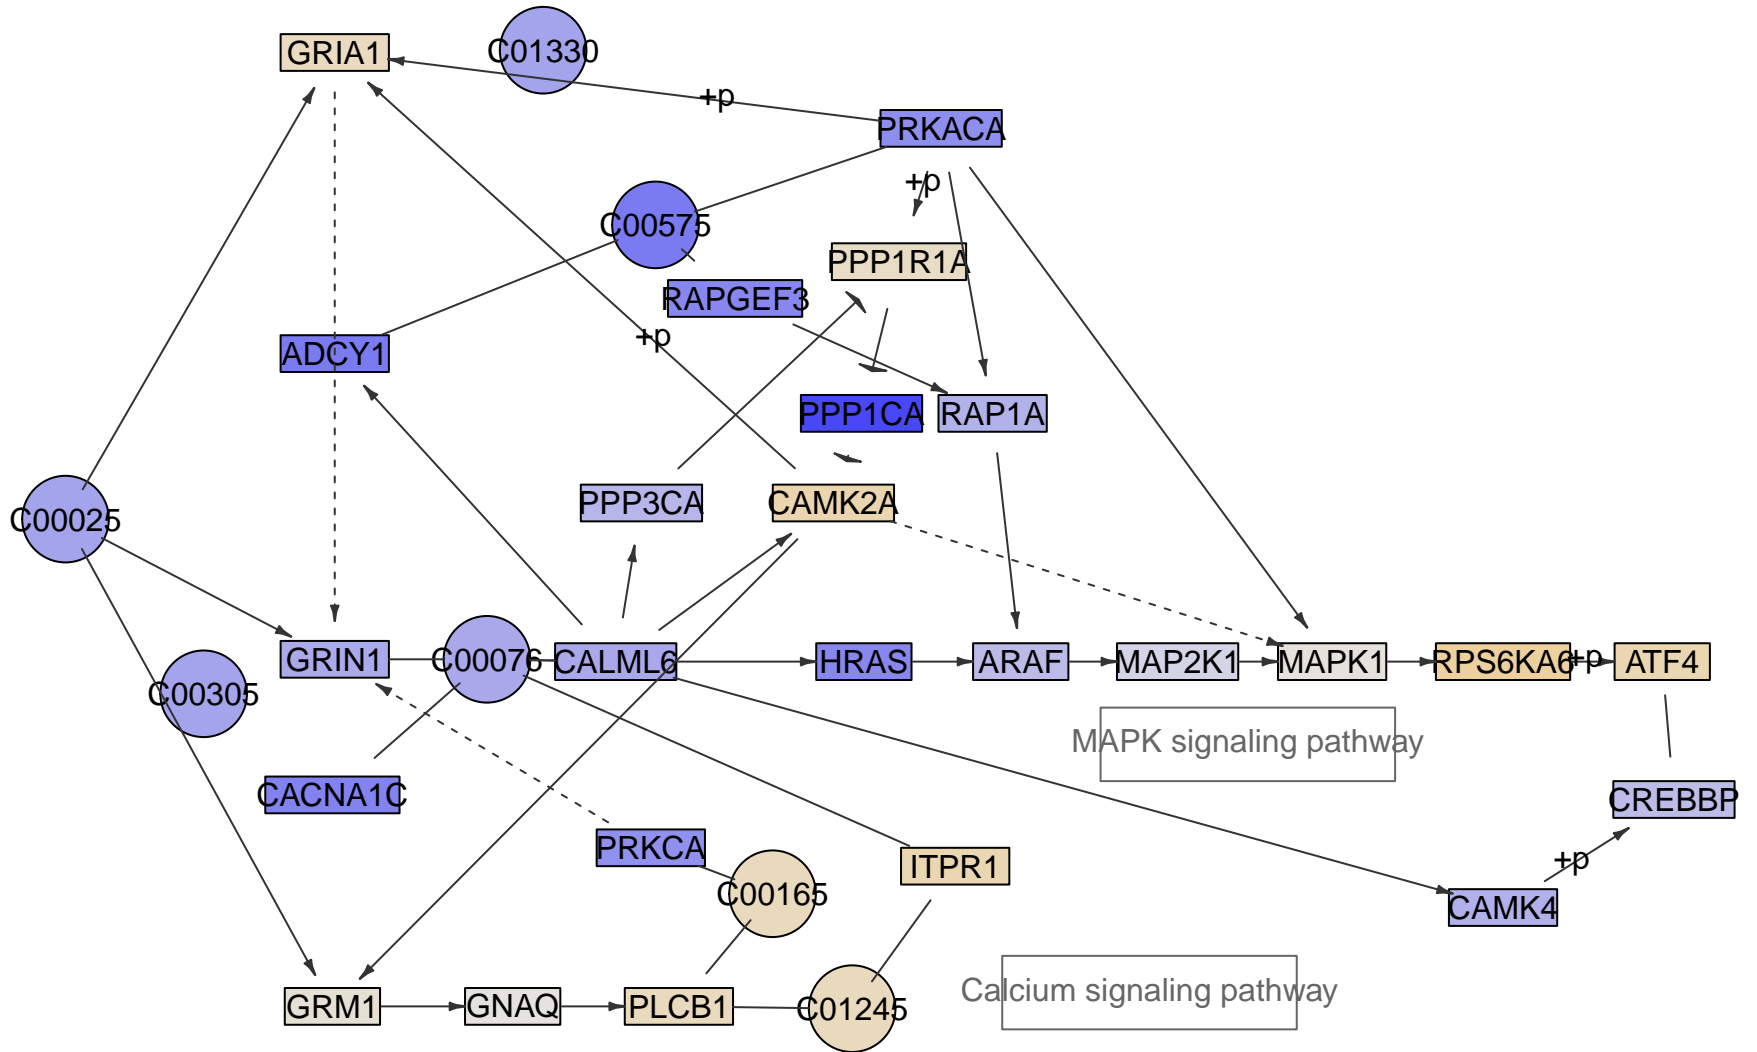 GRIA1
C01330
+p
PRKACA
+p
C00575
PPP1R1A
RAPGEF3
+p
ADCY1
PPP1CA
RAP1A
PPP3CA
CAMK2A
C00025
GRIN1
C00076
CALML6
HRAS
ARAF
MAP2K1
MAPK1
RPS6KA6
+p
ATF4
C00305
MAPK signaling pathway
CACNA1C
CREBBP
PRKCA
ITPR1
+p
C00165
CAMK4
Calcium signaling pathway
GRM1
GNAQ
PLCB1
C01245